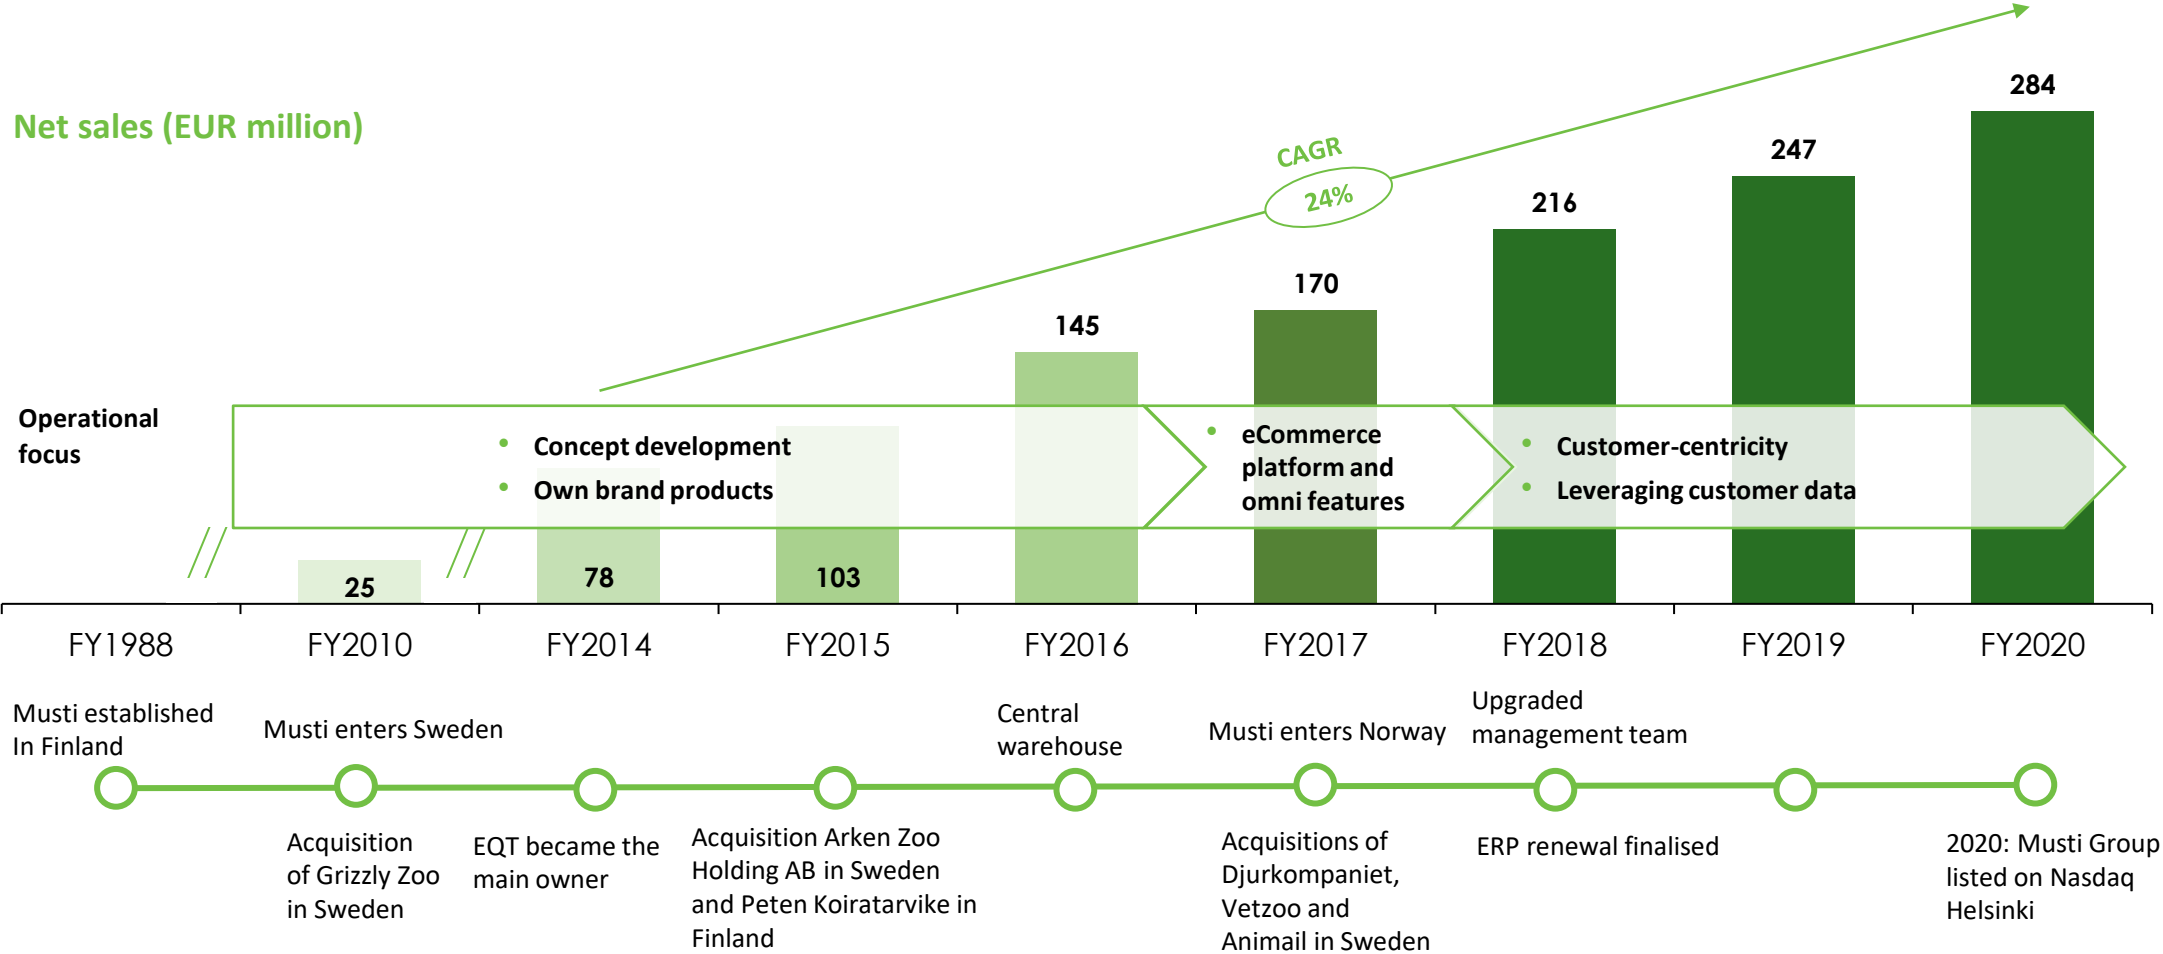 Net sales (EUR million)
CAGR
24%
284
247
216
170
145
Operational
focus
• Concept development
• Own brand products
• eCommerce
platform and
omni features
• Customer-centricity
• Leveraging customer data
25
78
103
FY1988
FY2010
FY2014
FY2015
FY2016
FY2017
FY2018
FY2019
FY2020
Musti established
In Finland
Musti enters Sweden
Central
warehouse
Musti enters Norway
Upgraded
management team
Acquisition
of Grizzly Zoo
in Sweden
EQT became the
main owner
Acquisition Arken Zoo
Holding AB in Sweden
and Peten Koiratarvike in
Finland
Acquisitions of
Djurkompaniet,
Vetzoo and
Animail in Sweden
ERP renewal finalised
2020: Musti Group
listed on Nasdaq
Helsinki